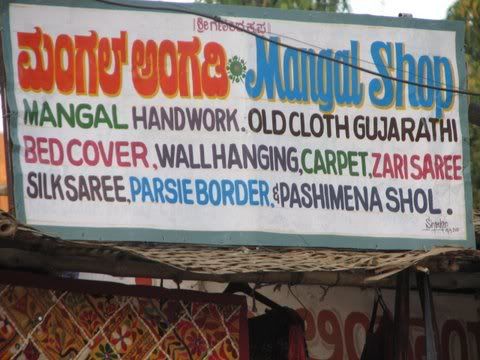 || ಶ್ರೀ ಗಣೇಶ ಕೃಪ ||
ಮಂಗಲ್ ಅಂಗಡಿ Mangal Shop
MANGAL HANDWORK. OLD CLOTH GUJARATHI
BED COVER, WALLHANGING, CARPET, ZARI SAREE
SILK SAREE, PARSIE BORDER, & PASHIMENA SHOL.